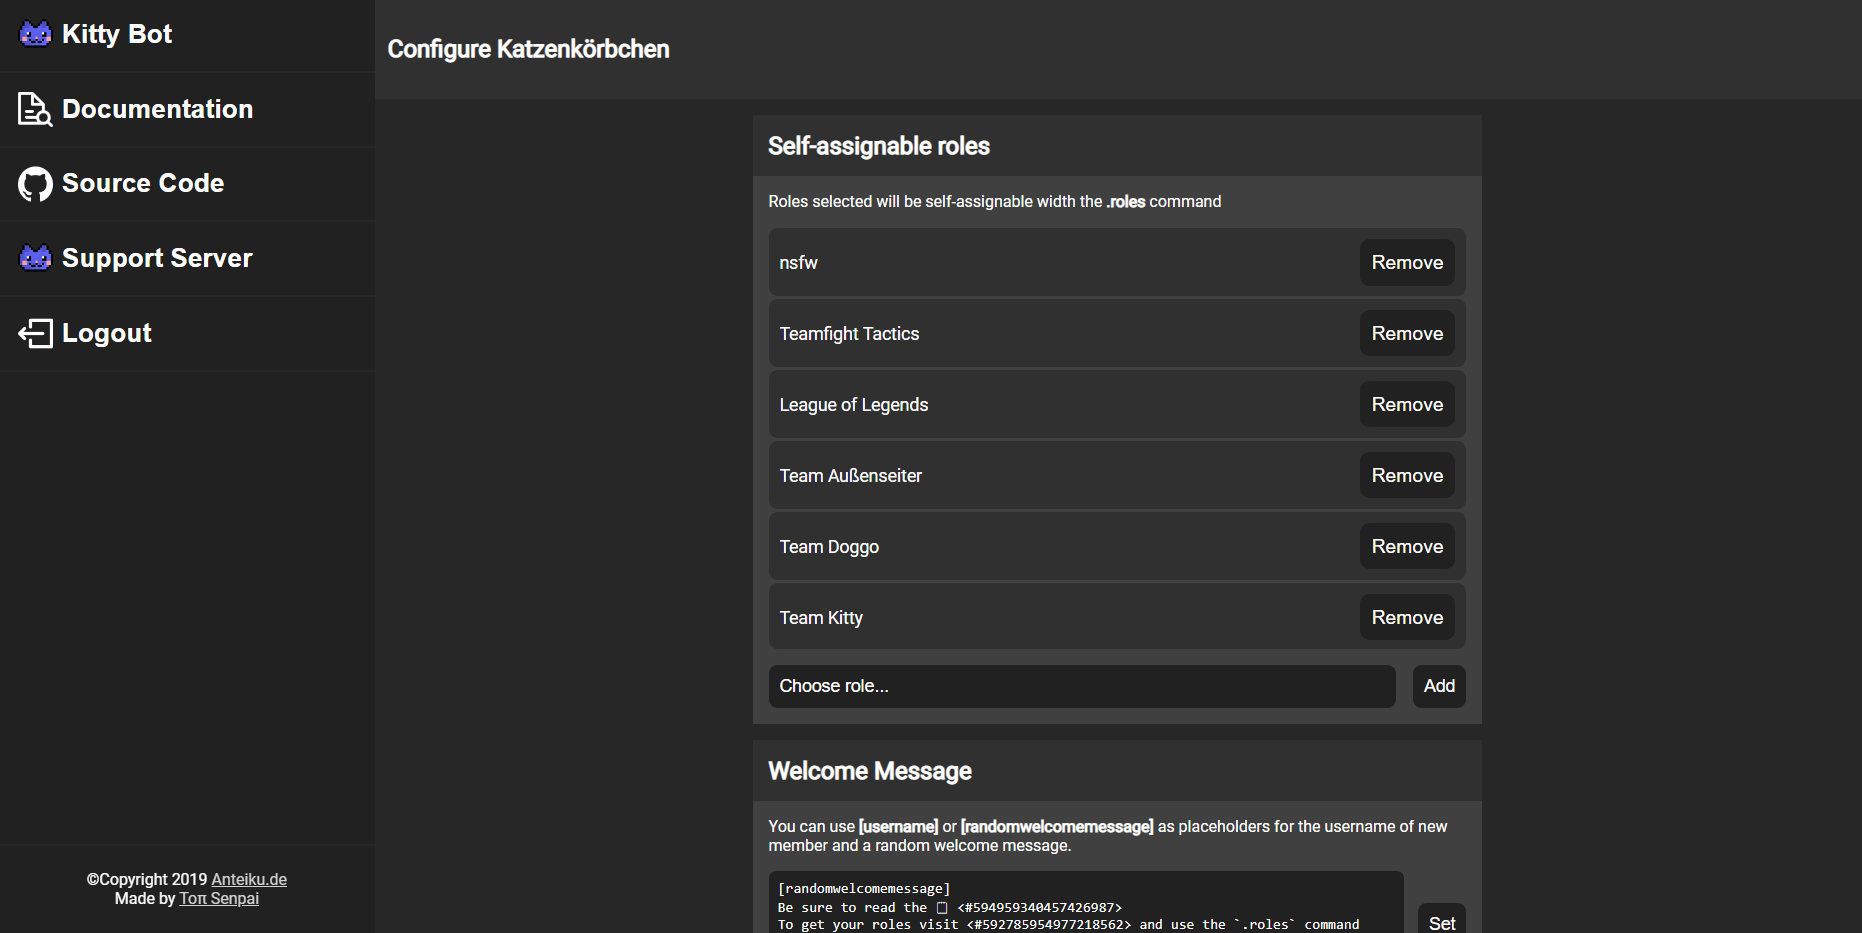 Kitty Bot
Documentation
Source Code
Support Server
Logout
©Copyright 2019 Anteiku.de
Made by Toπ Senpai
Configure Katzenkörbchen
Self-assignable roles
Roles selected will be self-assignable width the .roles command
nsfw Remove
Teamfight Tactics Remove
League of Legends Remove
Team Außenseiter Remove
Team Doggo Remove
Team Kitty Remove
Choose role... Add
Welcome Message
You can use [username] or [randomwelcomemessage] as placeholders for the username of new
member and a random welcome message.
[randomwelcomemessage]
Be sure to read the 📋 <#594959340457426987>
To get your roles visit <#592785954977218562> and use the `.roles` command
Set